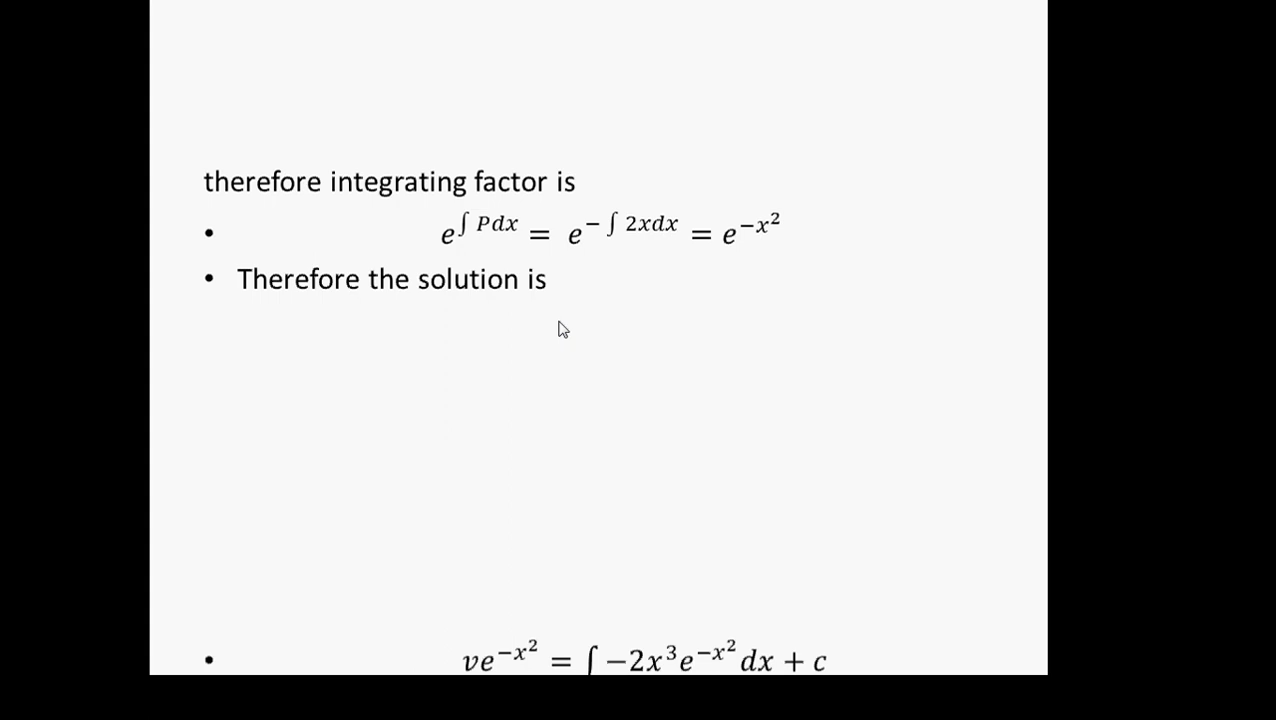 therefore integrating factor is
• e^{∫ Pdx} = e^{− ∫ 2xdx} = e^{−x^2}
• Therefore the solution is
• ve^{−x^2} = ∫ −2x^3e^{−x^2}dx + c